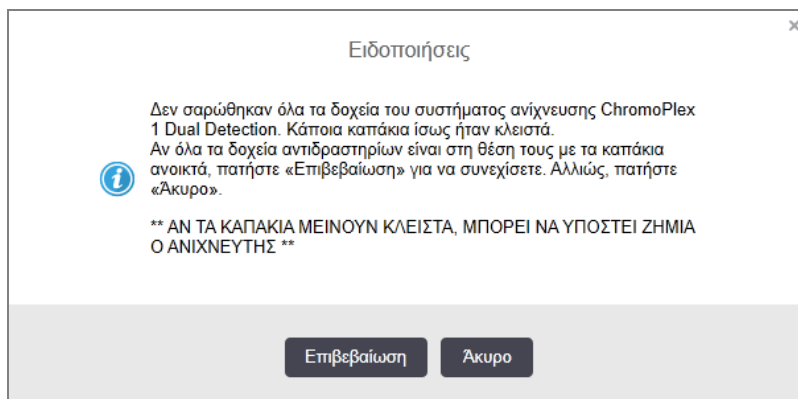 Ειδοποιήσεις
Δεν σαρώθηκαν όλα τα δοχεία του συστήματος ανίχνευσης ChromoPlex
1 Dual Detection. Κάποια καπάκια ίσως ήταν κλειστά.
Αν όλα τα δοχεία αντιδραστηρίων είναι στη θέση τους με τα καπάκια
ανοικτά, πατήστε «Επιβεβαίωση» για να συνεχίσετε. Αλλιώς, πατήστε
«Άκυρο».
** ΑΝ ΤΑ ΚΑΠΑΚΙΑ ΜΕΙΝΟΥΝ ΚΛΕΙΣΤΑ, ΜΠΟΡΕΙ ΝΑ ΥΠΟΣΤΕΙ ΖΗΜΙΑ
Ο ΑΝΙΧΝΕΥΤΗΣ **
Επιβεβαίωση Άκυρο